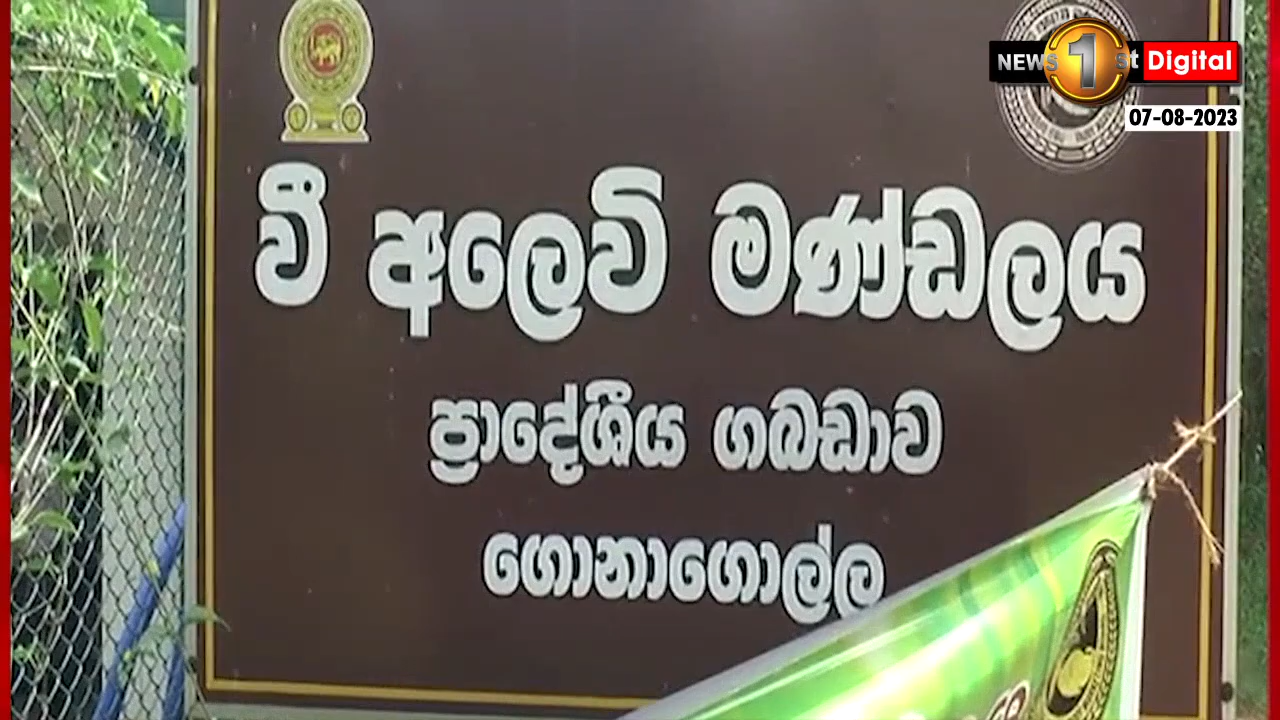 NEWS 1st Digital
07-08-2023
වී අලෙවි මණ්ඩලය
ප්‍රාදේශීය ගබඩාව
ගොනාගොල්ල